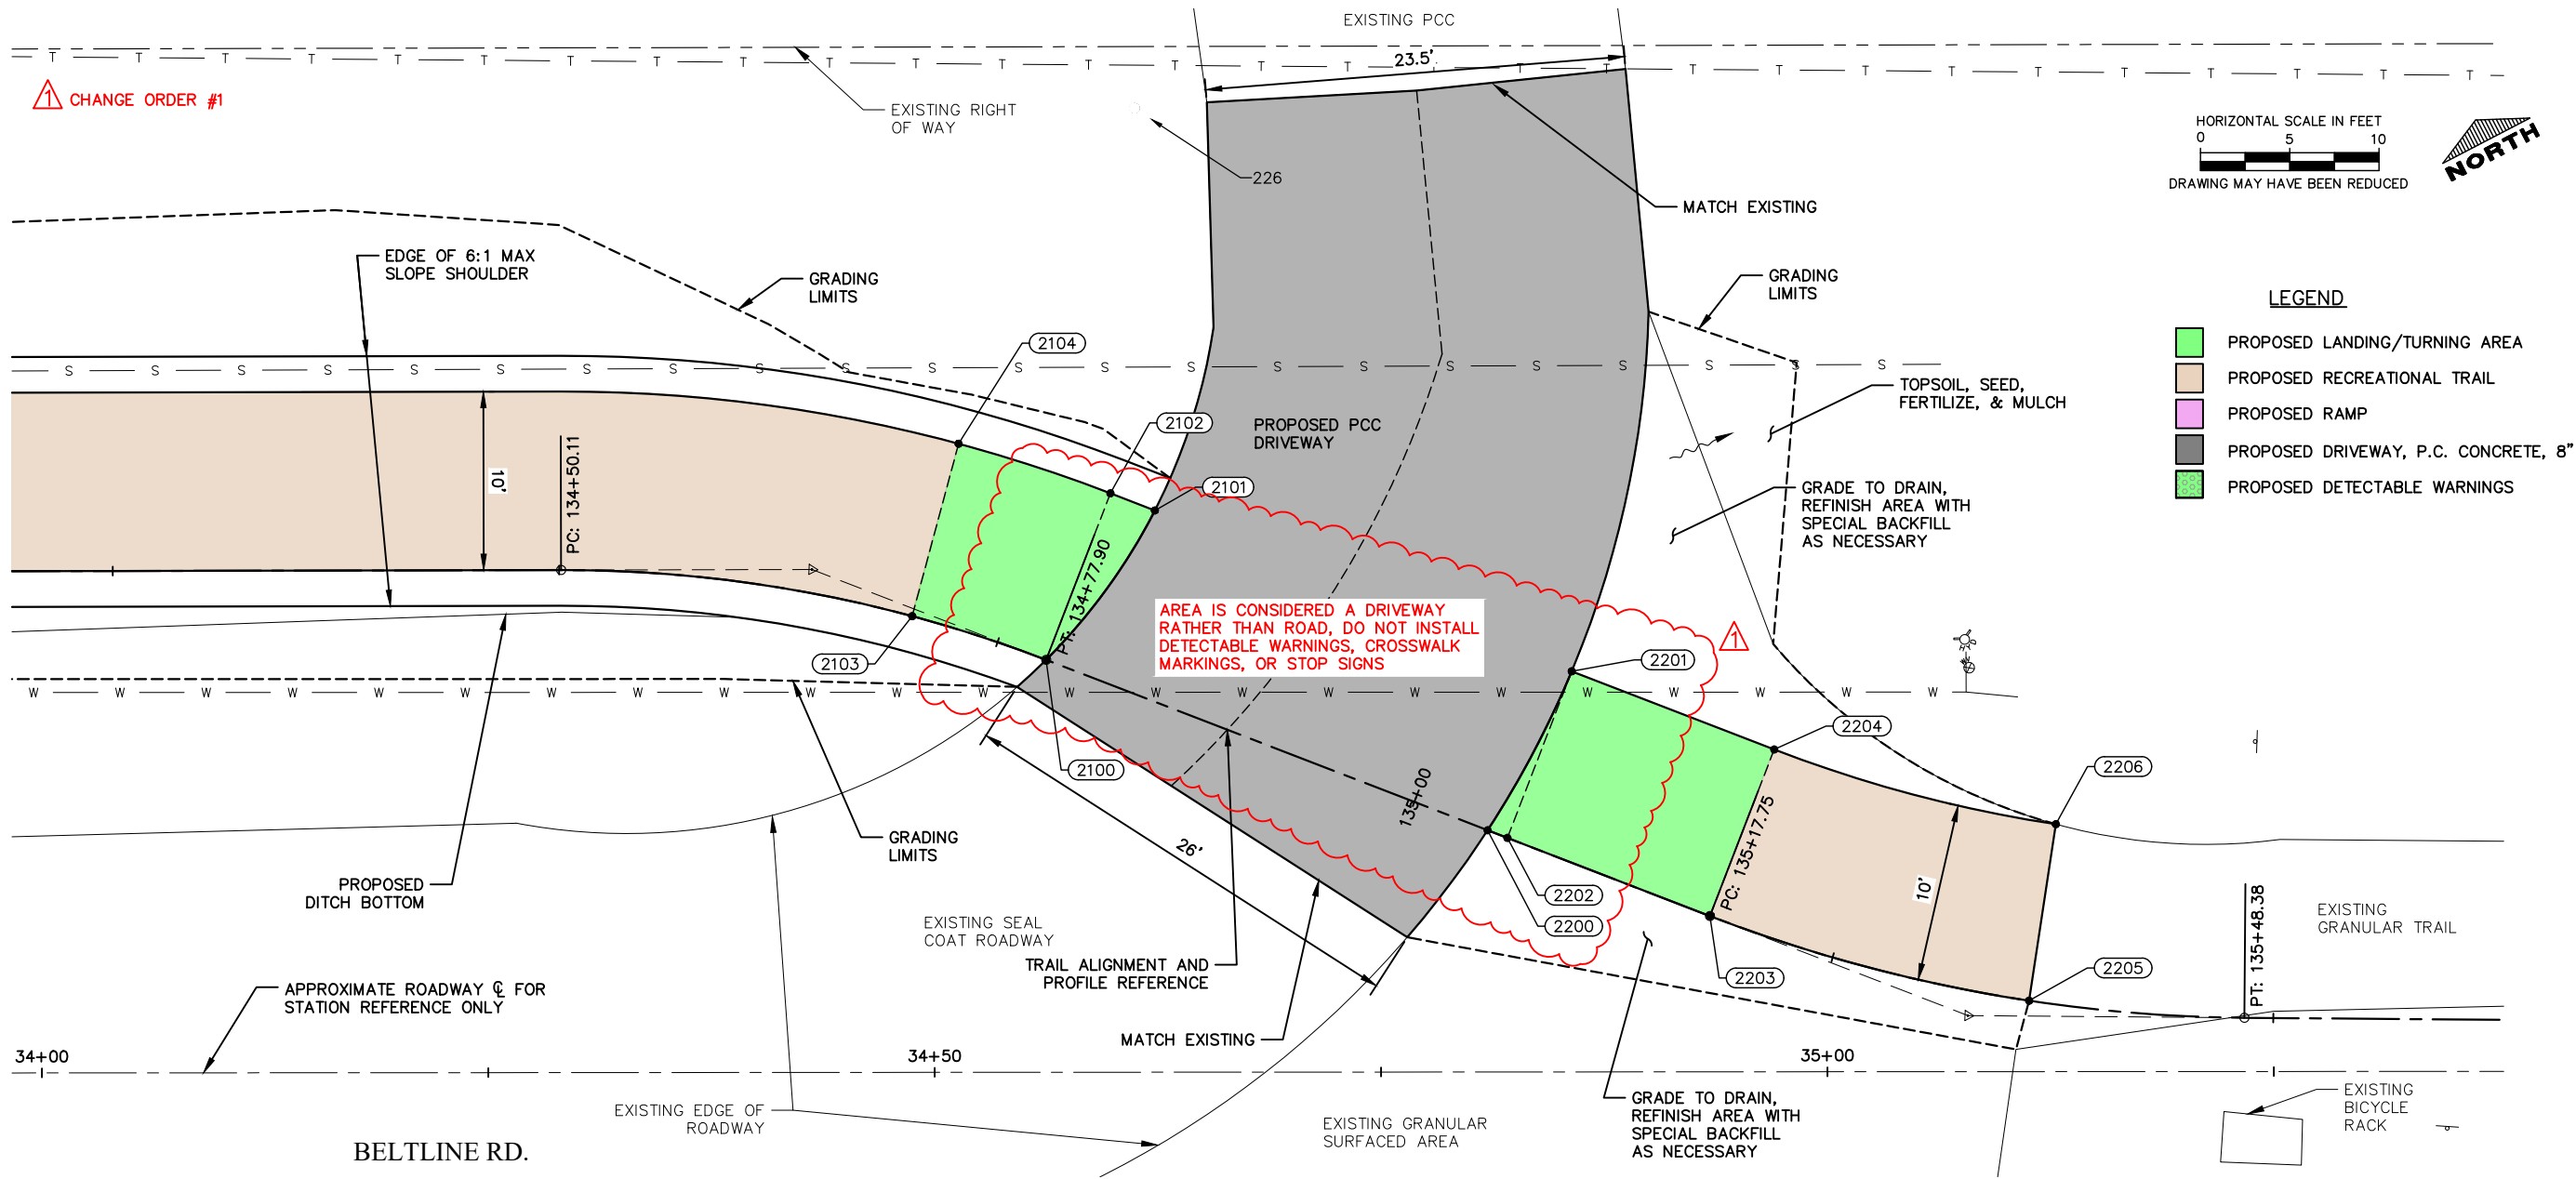 EXISTING PCC
23.5'
T T T T T T T T T T T T T T T T T T T T T T T T T T T T T
1 CHANGE ORDER #1
EXISTING RIGHT
OF WAY
226
MATCH EXISTING
HORIZONTAL SCALE IN FEET
0 5 10
DRAWING MAY HAVE BEEN REDUCED
NORTH
EDGE OF 6:1 MAX
SLOPE SHOULDER
GRADING
LIMITS
GRADING
LIMITS
LEGEND
PROPOSED LANDING/TURNING AREA
PROPOSED RECREATIONAL TRAIL
PROPOSED RAMP
PROPOSED DRIVEWAY, P.C. CONCRETE, 8"
PROPOSED DETECTABLE WARNINGS
2104
S S S S S S S S S S S S S S S S S S S S S S
2102
2101
PROPOSED PCC
DRIVEWAY
TOPSOIL, SEED,
FERTILIZE, & MULCH
GRADE TO DRAIN,
REFINISH AREA WITH
SPECIAL BACKFILL
AS NECESSARY
10'
PC: 134+50.11
PT: 134+77.90
AREA IS CONSIDERED A DRIVEWAY
RATHER THAN ROAD, DO NOT INSTALL
DETECTABLE WARNINGS, CROSSWALK
MARKINGS, OR STOP SIGNS
1
2103
2201
W W W W W W W W W W W W W W W W W W W W W W W
2100
2204
2206
135+00
PC: 135+17.75
10'
26'
GRADING
LIMITS
PROPOSED
DITCH BOTTOM
2202
2200
2203
2205
PT: 135+48.38
EXISTING
GRANULAR TRAIL
EXISTING SEAL
COAT ROADWAY
TRAIL ALIGNMENT AND
PROFILE REFERENCE
APPROXIMATE ROADWAY ℄ FOR
STATION REFERENCE ONLY
MATCH EXISTING
34+00
34+50
35+00
EXISTING EDGE OF
ROADWAY
EXISTING GRANULAR
SURFACED AREA
GRADE TO DRAIN,
REFINISH AREA WITH
SPECIAL BACKFILL
AS NECESSARY
EXISTING
BICYCLE
RACK
BELTLINE RD.